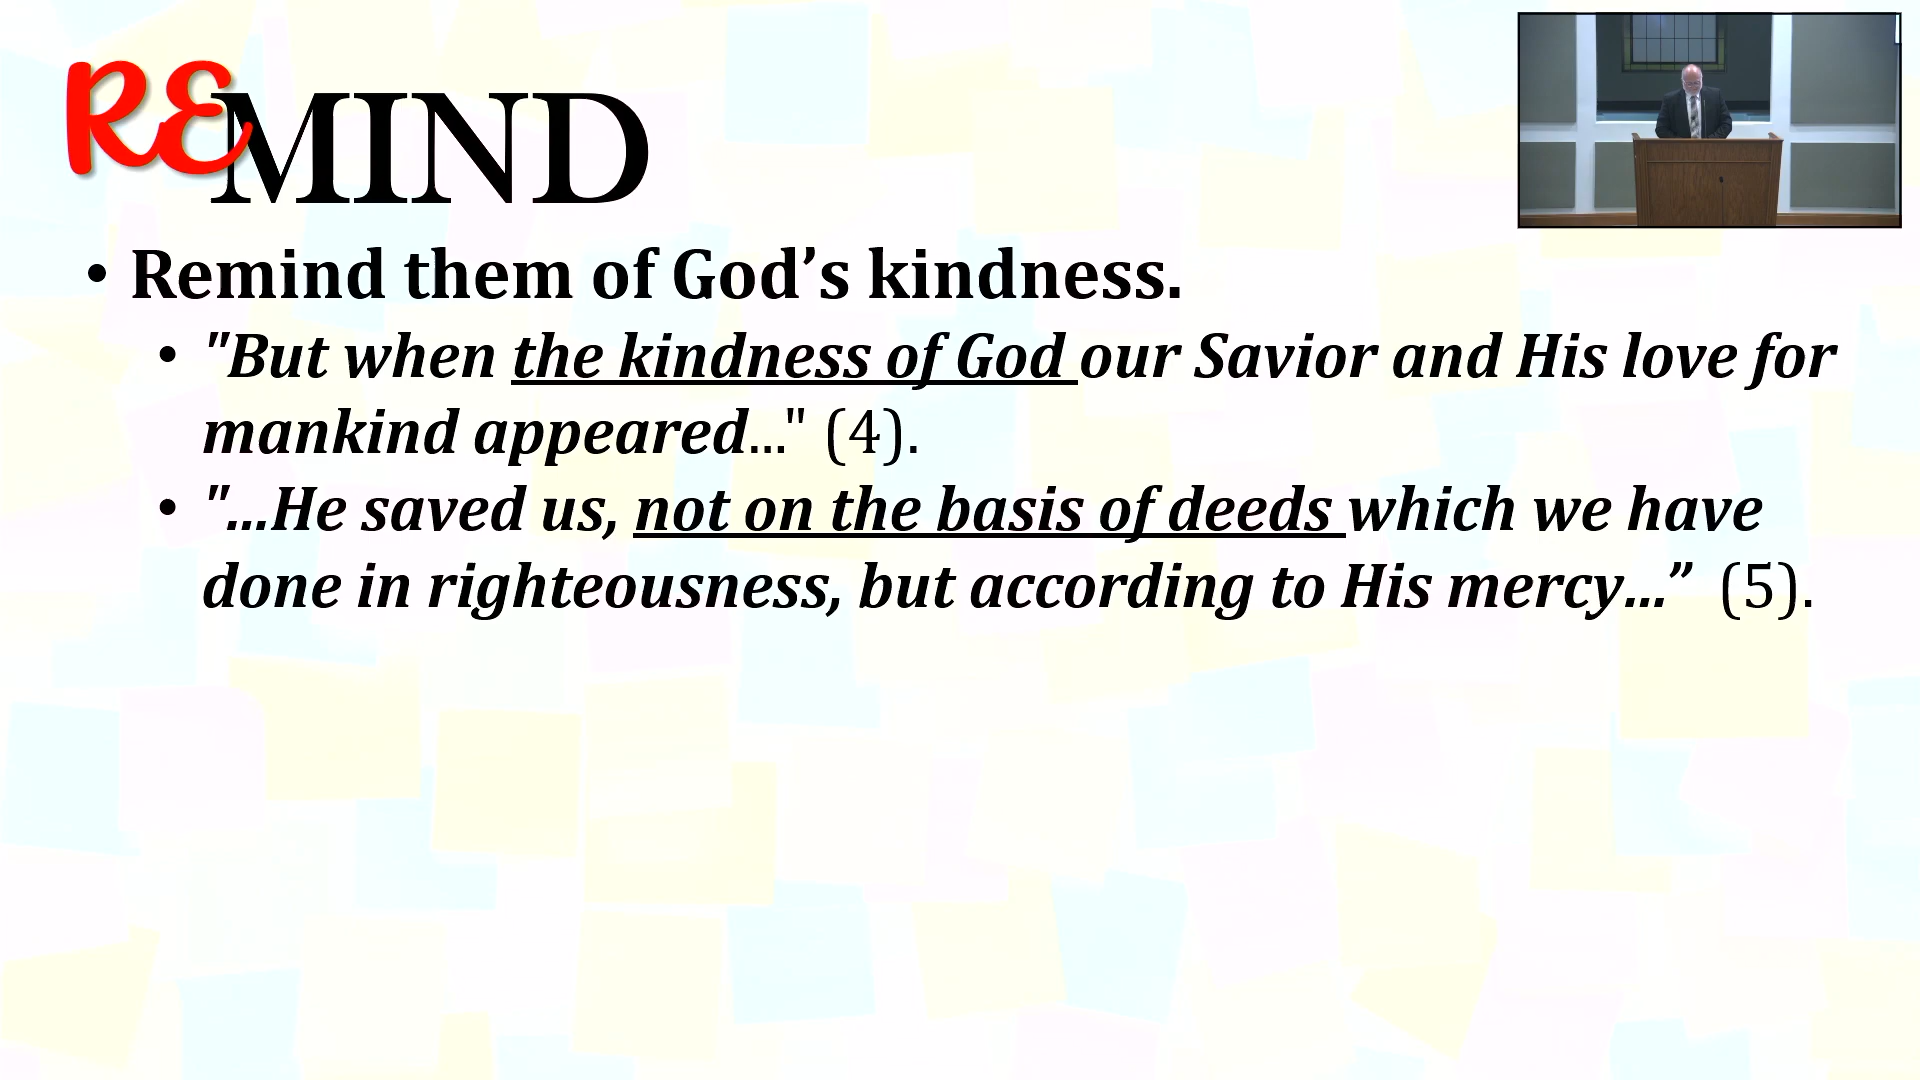 REMIND
• Remind them of God’s kindness.
• "But when the kindness of God our Savior and His love for
mankind appeared..." (4).
• "...He saved us, not on the basis of deeds which we have
done in righteousness, but according to His mercy...” (5).